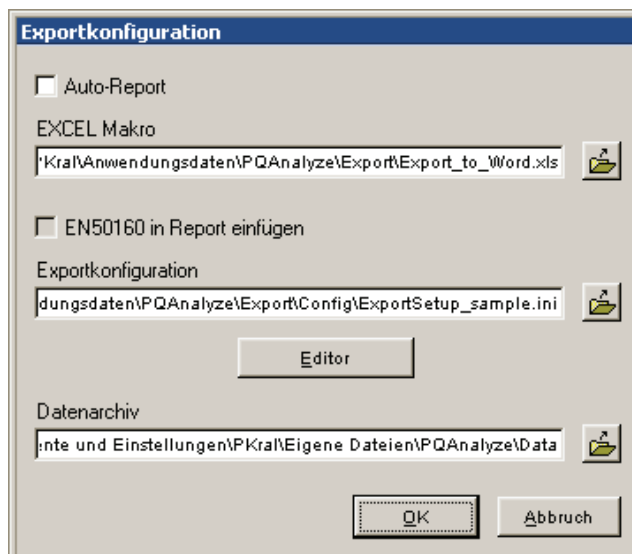 Exportkonfiguration
Auto-Report
EXCEL Makro
'Kral\Anwendungsdaten\PQAnalyze\Export\Export_to_Word.xls
EN50160 in Report einfügen
Exportkonfiguration
dungsdaten\PQAnalyze\Export\Config\ExportSetup_sample.ini
Editor
Datenarchiv
nte und Einstellungen\PKral\Eigene Dateien\PQAnalyze\Data
OK
Abbruch